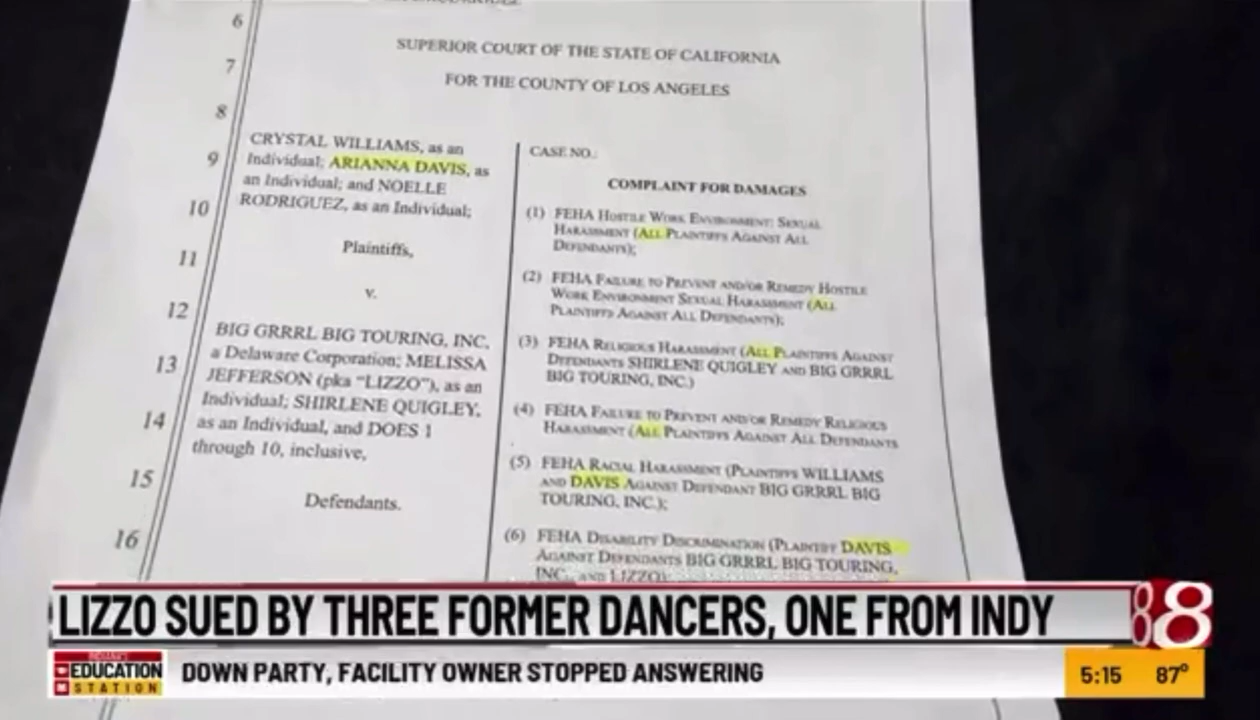 6
SUPERIOR COURT OF THE STATE OF CALIFORNIA
7
FOR THE COUNTY OF LOS ANGELES
8
CRYSTAL WILLIAMS, as an
9
Individual; ARIANNA DAVIS, as
an Individual; and NOELLE
10
RODRIGUEZ, as an Individual;
11
Plaintiffs,
12
v.
13
BIG GRRRL BIG TOURING, INC.
a Delaware Corporation; MELISSA
JEFFERSON (pka "LIZZO"), as an
14
Individual; SHIRLENE QUIGLEY,
as an Individual, and DOES 1
through 10, inclusive,
15
Defendants.
16
CASE NO.:
COMPLAINT FOR DAMAGES
(1) FEHA HOSTILE WORK ENVIRONMENT; SEXUAL
HARASSMENT (ALL PLAINTIFFS AGAINST ALL
DEFENDANTS);
(2) FEHA FAILURE TO PREVENT AND/OR REMEDY HOSTILE
WORK ENVIRONMENT SEXUAL HARASSMENT (ALL
PLAINTIFFS AGAINST ALL DEFENDANTS);
(3) FEHA RELIGIOUS HARASSMENT (ALL PLAINTIFFS AGAINST
DEFENDANTS SHIRLENE QUIGLEY AND BIG GRRRL
BIG TOURING, INC.)
(4) FEHA FAILURE TO PREVENT AND/OR REMEDY RELIGIOUS
HARASSMENT (ALL PLAINTIFFS AGAINST ALL DEFENDANTS
(5) FEHA RACIAL HARASSMENT (PLAINTIFFS WILLIAMS
AND DAVIS AGAINST DEFENDANT BIG GRRRL BIG
TOURING, INC.);
(6) FEHA DISABILITY DISCRIMINATION (PLAINTIFF DAVIS
AGAINST DEFENDANTS BIG GRRRL BIG TOURING,
INC. AND LIZZO);
LIZZO SUED BY THREE FORMER DANCERS, ONE FROM INDY
8
EDUCATION
STATION
DOWN PARTY, FACILITY OWNER STOPPED ANSWERING
5:15 87°